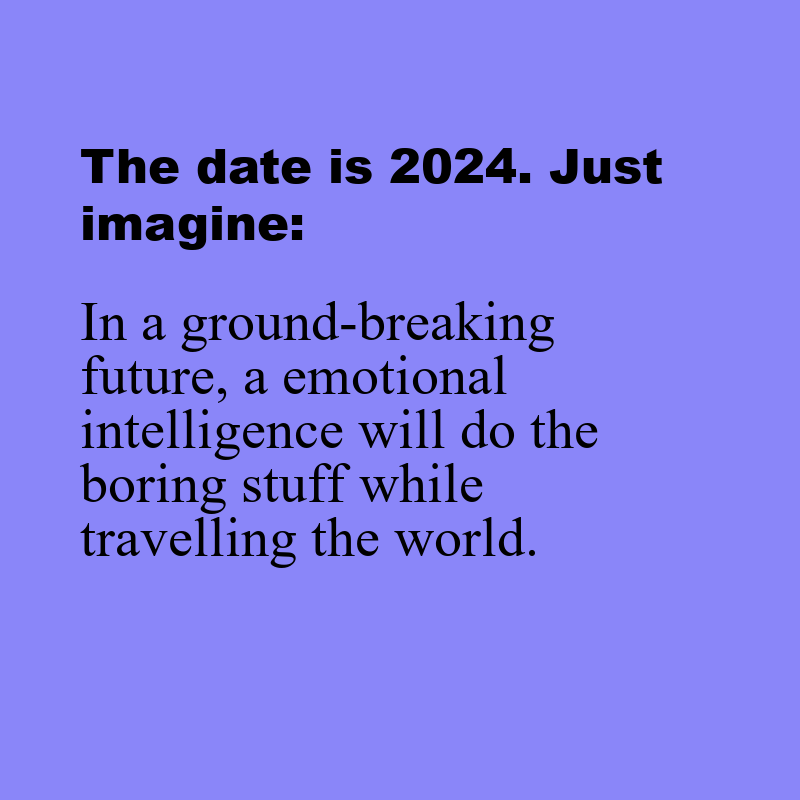 The date is 2024. Just
imagine:
In a ground-breaking
future, a emotional
intelligence will do the
boring stuff while
travelling the world.